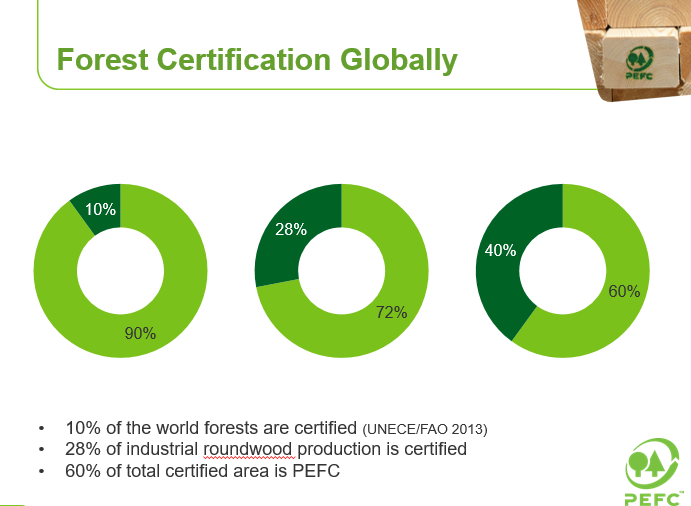 Forest Certification Globally
PEFC
10%
90%
28%
72%
40%
60%
• 10% of the world forests are certified (UNECE/FAO 2013)
• 28% of industrial roundwood production is certified
• 60% of total certified area is PEFC
PEFC™